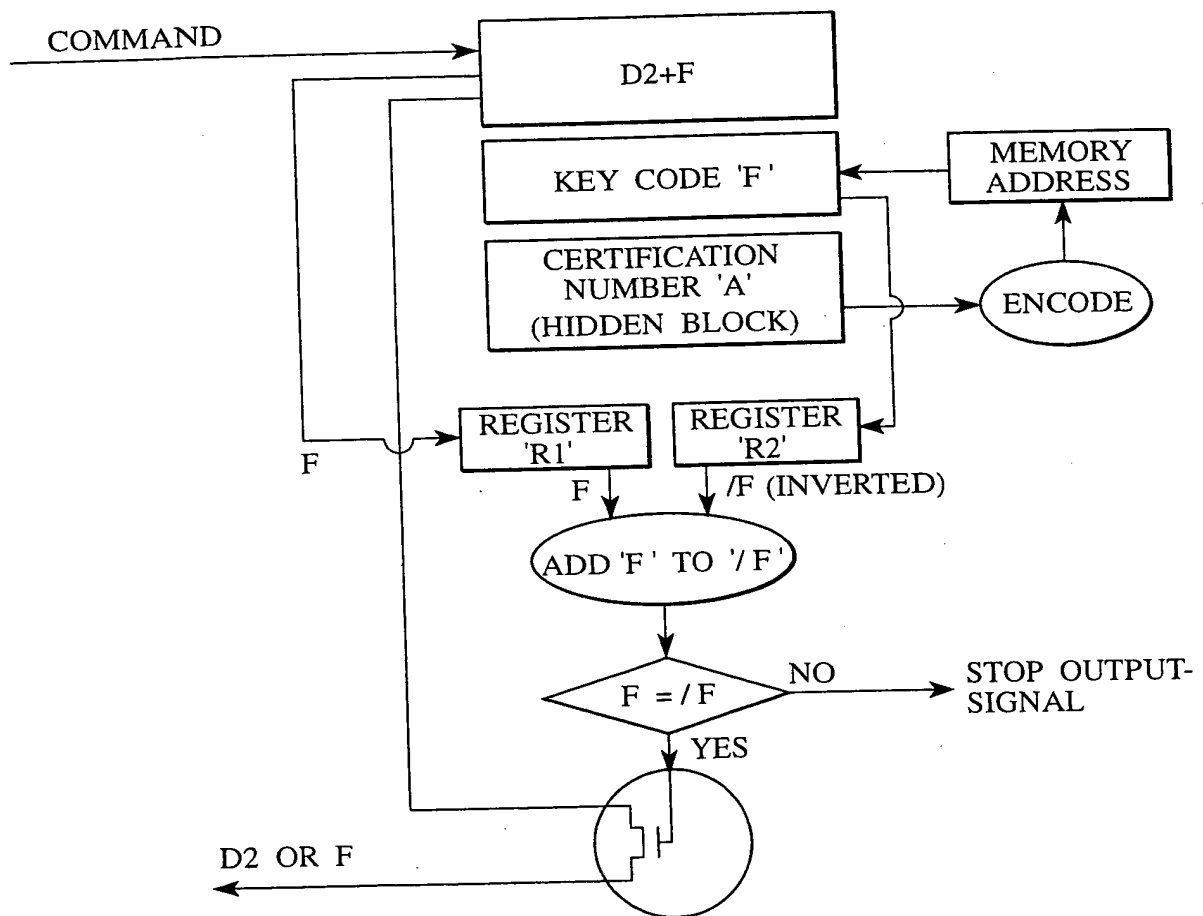 COMMAND
D2+F
KEY CODE 'F'
MEMORY
ADDRESS
CERTIFICATION
NUMBER 'A'
(HIDDEN BLOCK)
ENCODE
REGISTER
'R1'
REGISTER
'R2'
F
F
/F (INVERTED)
ADD 'F' TO '/F'
F = / F
NO
STOP OUTPUT-
SIGNAL
YES
D2 OR F